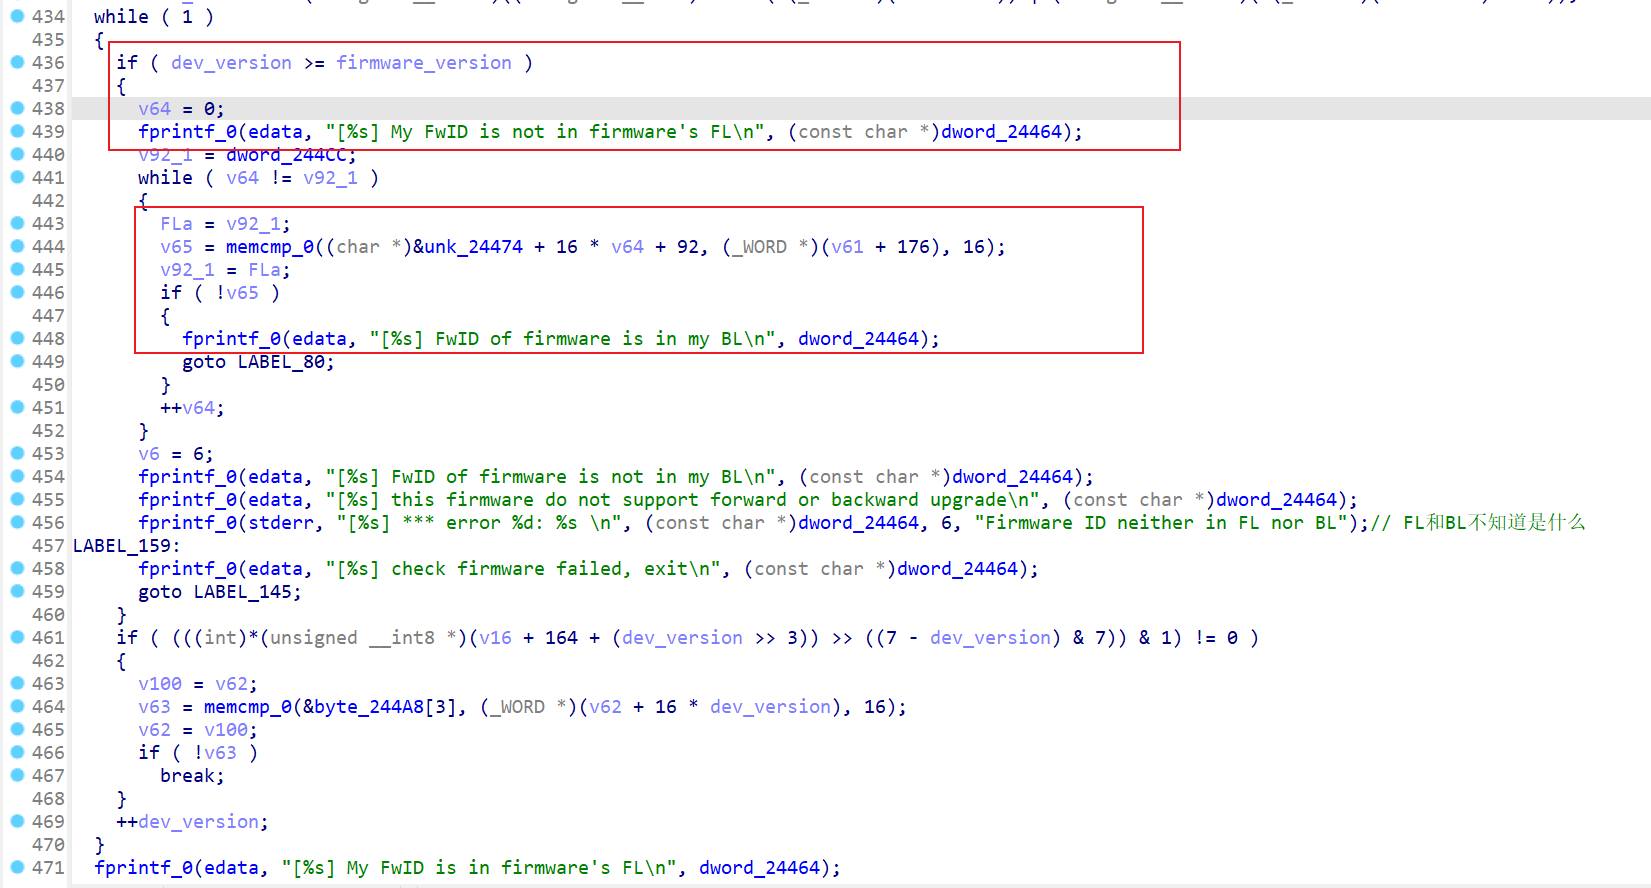 434 while ( 1 )
435 {
436 if ( dev_version >= firmware_version )
437 {
438 v64 = 0;
439 fprintf_0(edata, "[%s] My FwID is not in firmware's FL\n", (const char *)dword_24464);
440 v92_1 = dword_244CC;
441 while ( v64 != v92_1 )
442 {
443 FLa = v92_1;
444 v65 = memcmp_0((char *)&unk_24474 + 16 * v64 + 92, (_WORD *)(v61 + 176), 16);
445 v92_1 = FLa;
446 if ( !v65 )
447 {
448 fprintf_0(edata, "[%s] FwID of firmware is in my BL\n", dword_24464);
449 goto LABEL_80;
450 }
451 ++v64;
452 }
453 v6 = 6;
454 fprintf_0(edata, "[%s] FwID of firmware is not in my BL\n", (const char *)dword_24464);
455 fprintf_0(edata, "[%s] this firmware do not support forward or backward upgrade\n", (const char *)dword_24464);
456 fprintf_0(stderr, "[%s] *** error %d: %s \n", (const char *)dword_24464, 6, "Firmware ID neither in FL nor BL");// FL和BL不知道是什么
457 LABEL_159:
458 fprintf_0(edata, "[%s] check firmware failed, exit\n", (const char *)dword_24464);
459 goto LABEL_145;
460 }
461 if ( (((int)*(unsigned __int8 *)(v16 + 164 + (dev_version >> 3)) >> ((7 - dev_version) & 7)) & 1) != 0 )
462 {
463 v100 = v62;
464 v63 = memcmp_0(&byte_244A8[3], (_WORD *)(v62 + 16 * dev_version), 16);
465 v62 = v100;
466 if ( !v63 )
467 break;
468 }
469 ++dev_version;
470 }
471 fprintf_0(edata, "[%s] My FwID is in firmware's FL\n", dword_24464);